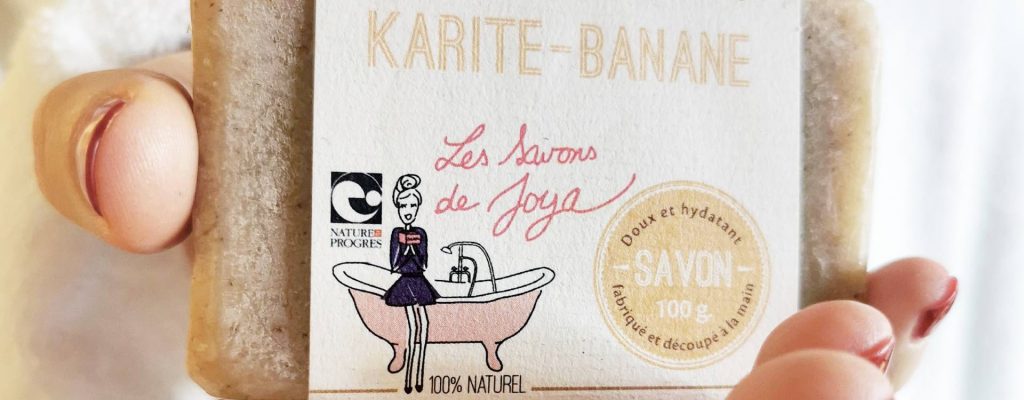 KARITE-BANANE
Les Savons
de Joya
NATURE &
PROGRES
Doux et hydatant
SAVON
100 g.
fabriqué et découpé à la main
100% NATUREL